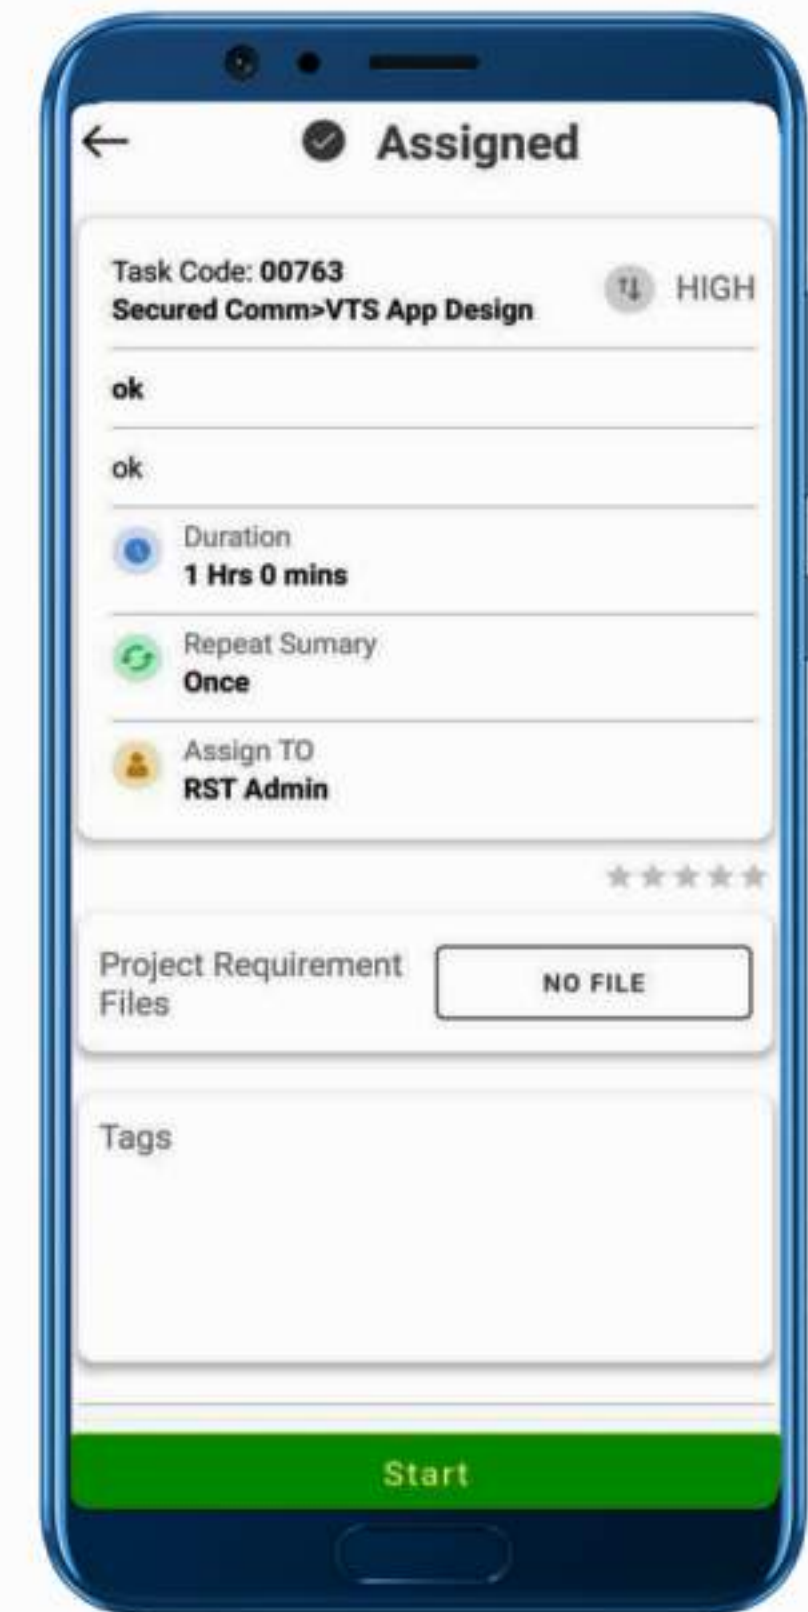 Assigned
Task Code: 00763
HIGH
Secured Comm>VTS App Design
ok
ok
Duration
1 Hrs 0 mins
Repeat Sumary
Once
Assign TO
RST Admin
Project Requirement
Files
NO FILE
Tags
Start